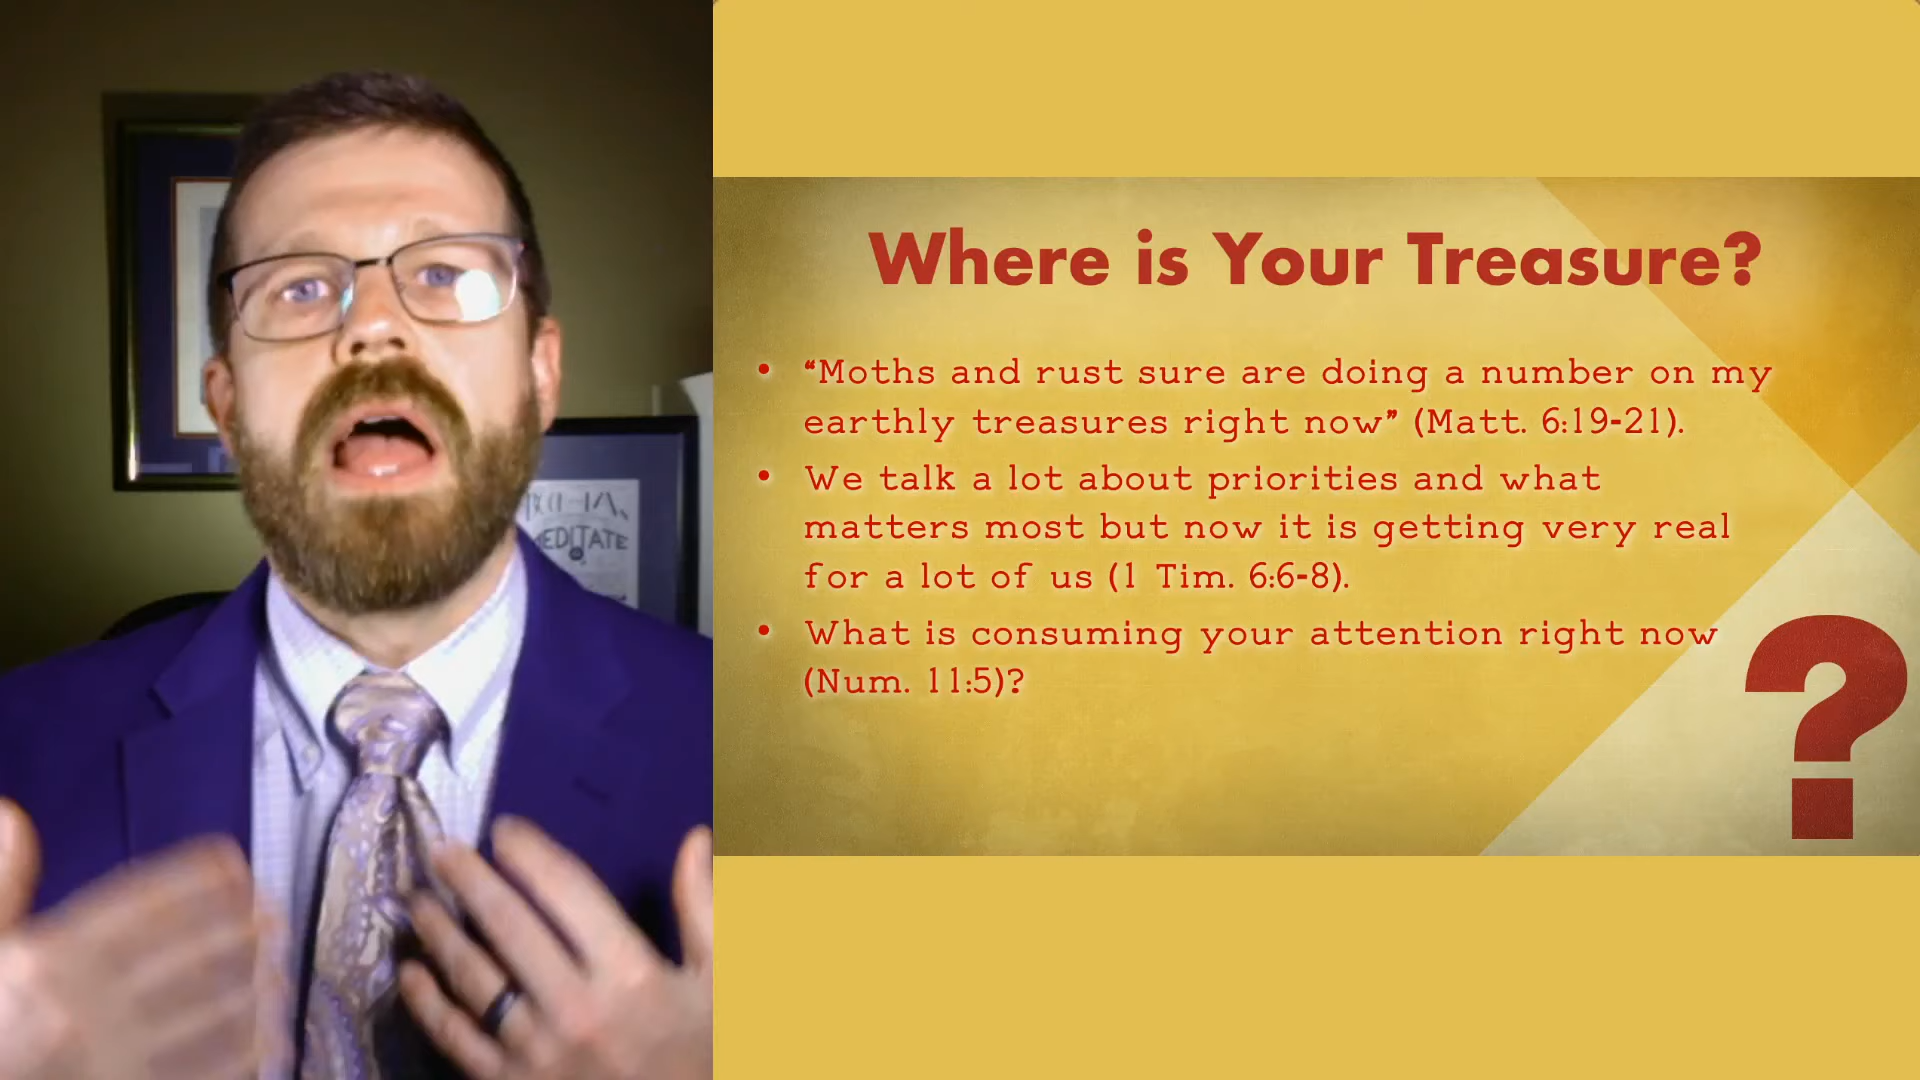 Where is Your Treasure?
• “Moths and rust sure are doing a number on my
earthly treasures right now” (Matt. 6:19-21).
• We talk a lot about priorities and what
matters most but now it is getting very real
for a lot of us (1 Tim. 6:6-8).
• What is consuming your attention right now
(Num. 11:5)?
?
MEDITATE